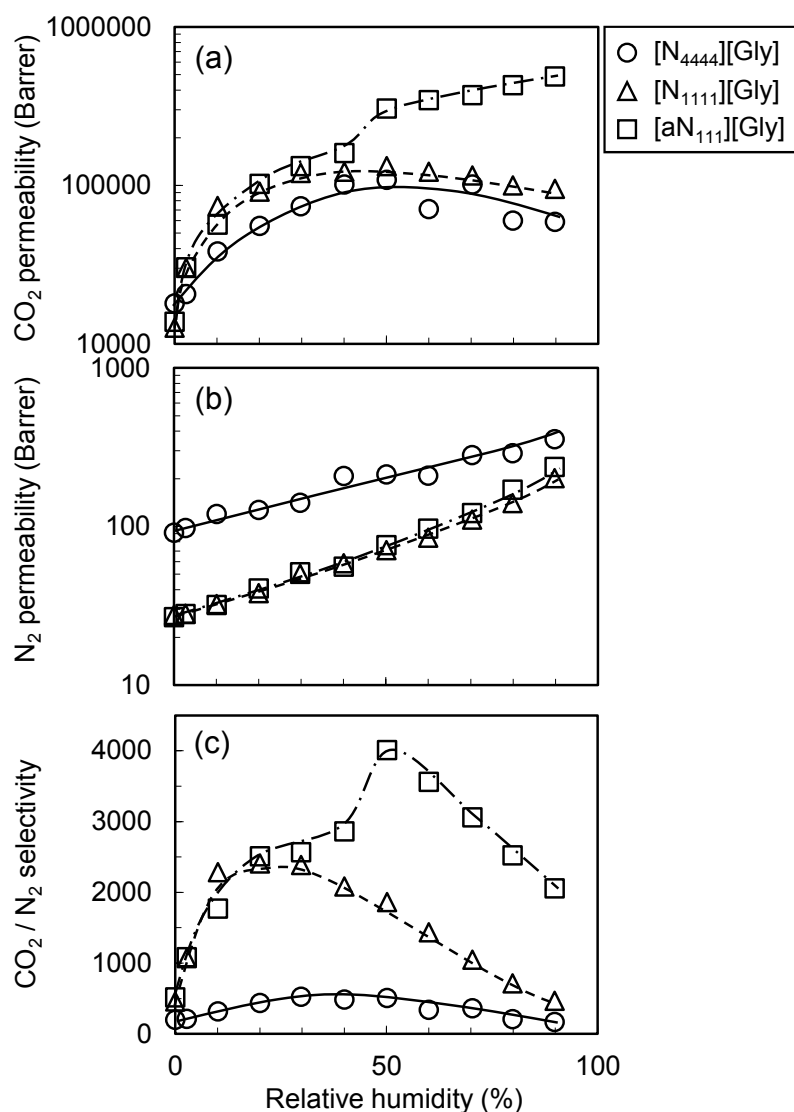 (a)
1000000
100000
10000
CO₂ permeability (Barrer)
[N₄₄₄₄][Gly]
[N₁₁₁₁][Gly]
[aN₁₁₁][Gly]
(b)
1000
100
10
N₂ permeability (Barrer)
(c)
4000
3000
2000
1000
0
CO₂ / N₂ selectivity
0 50 100
Relative humidity (%)